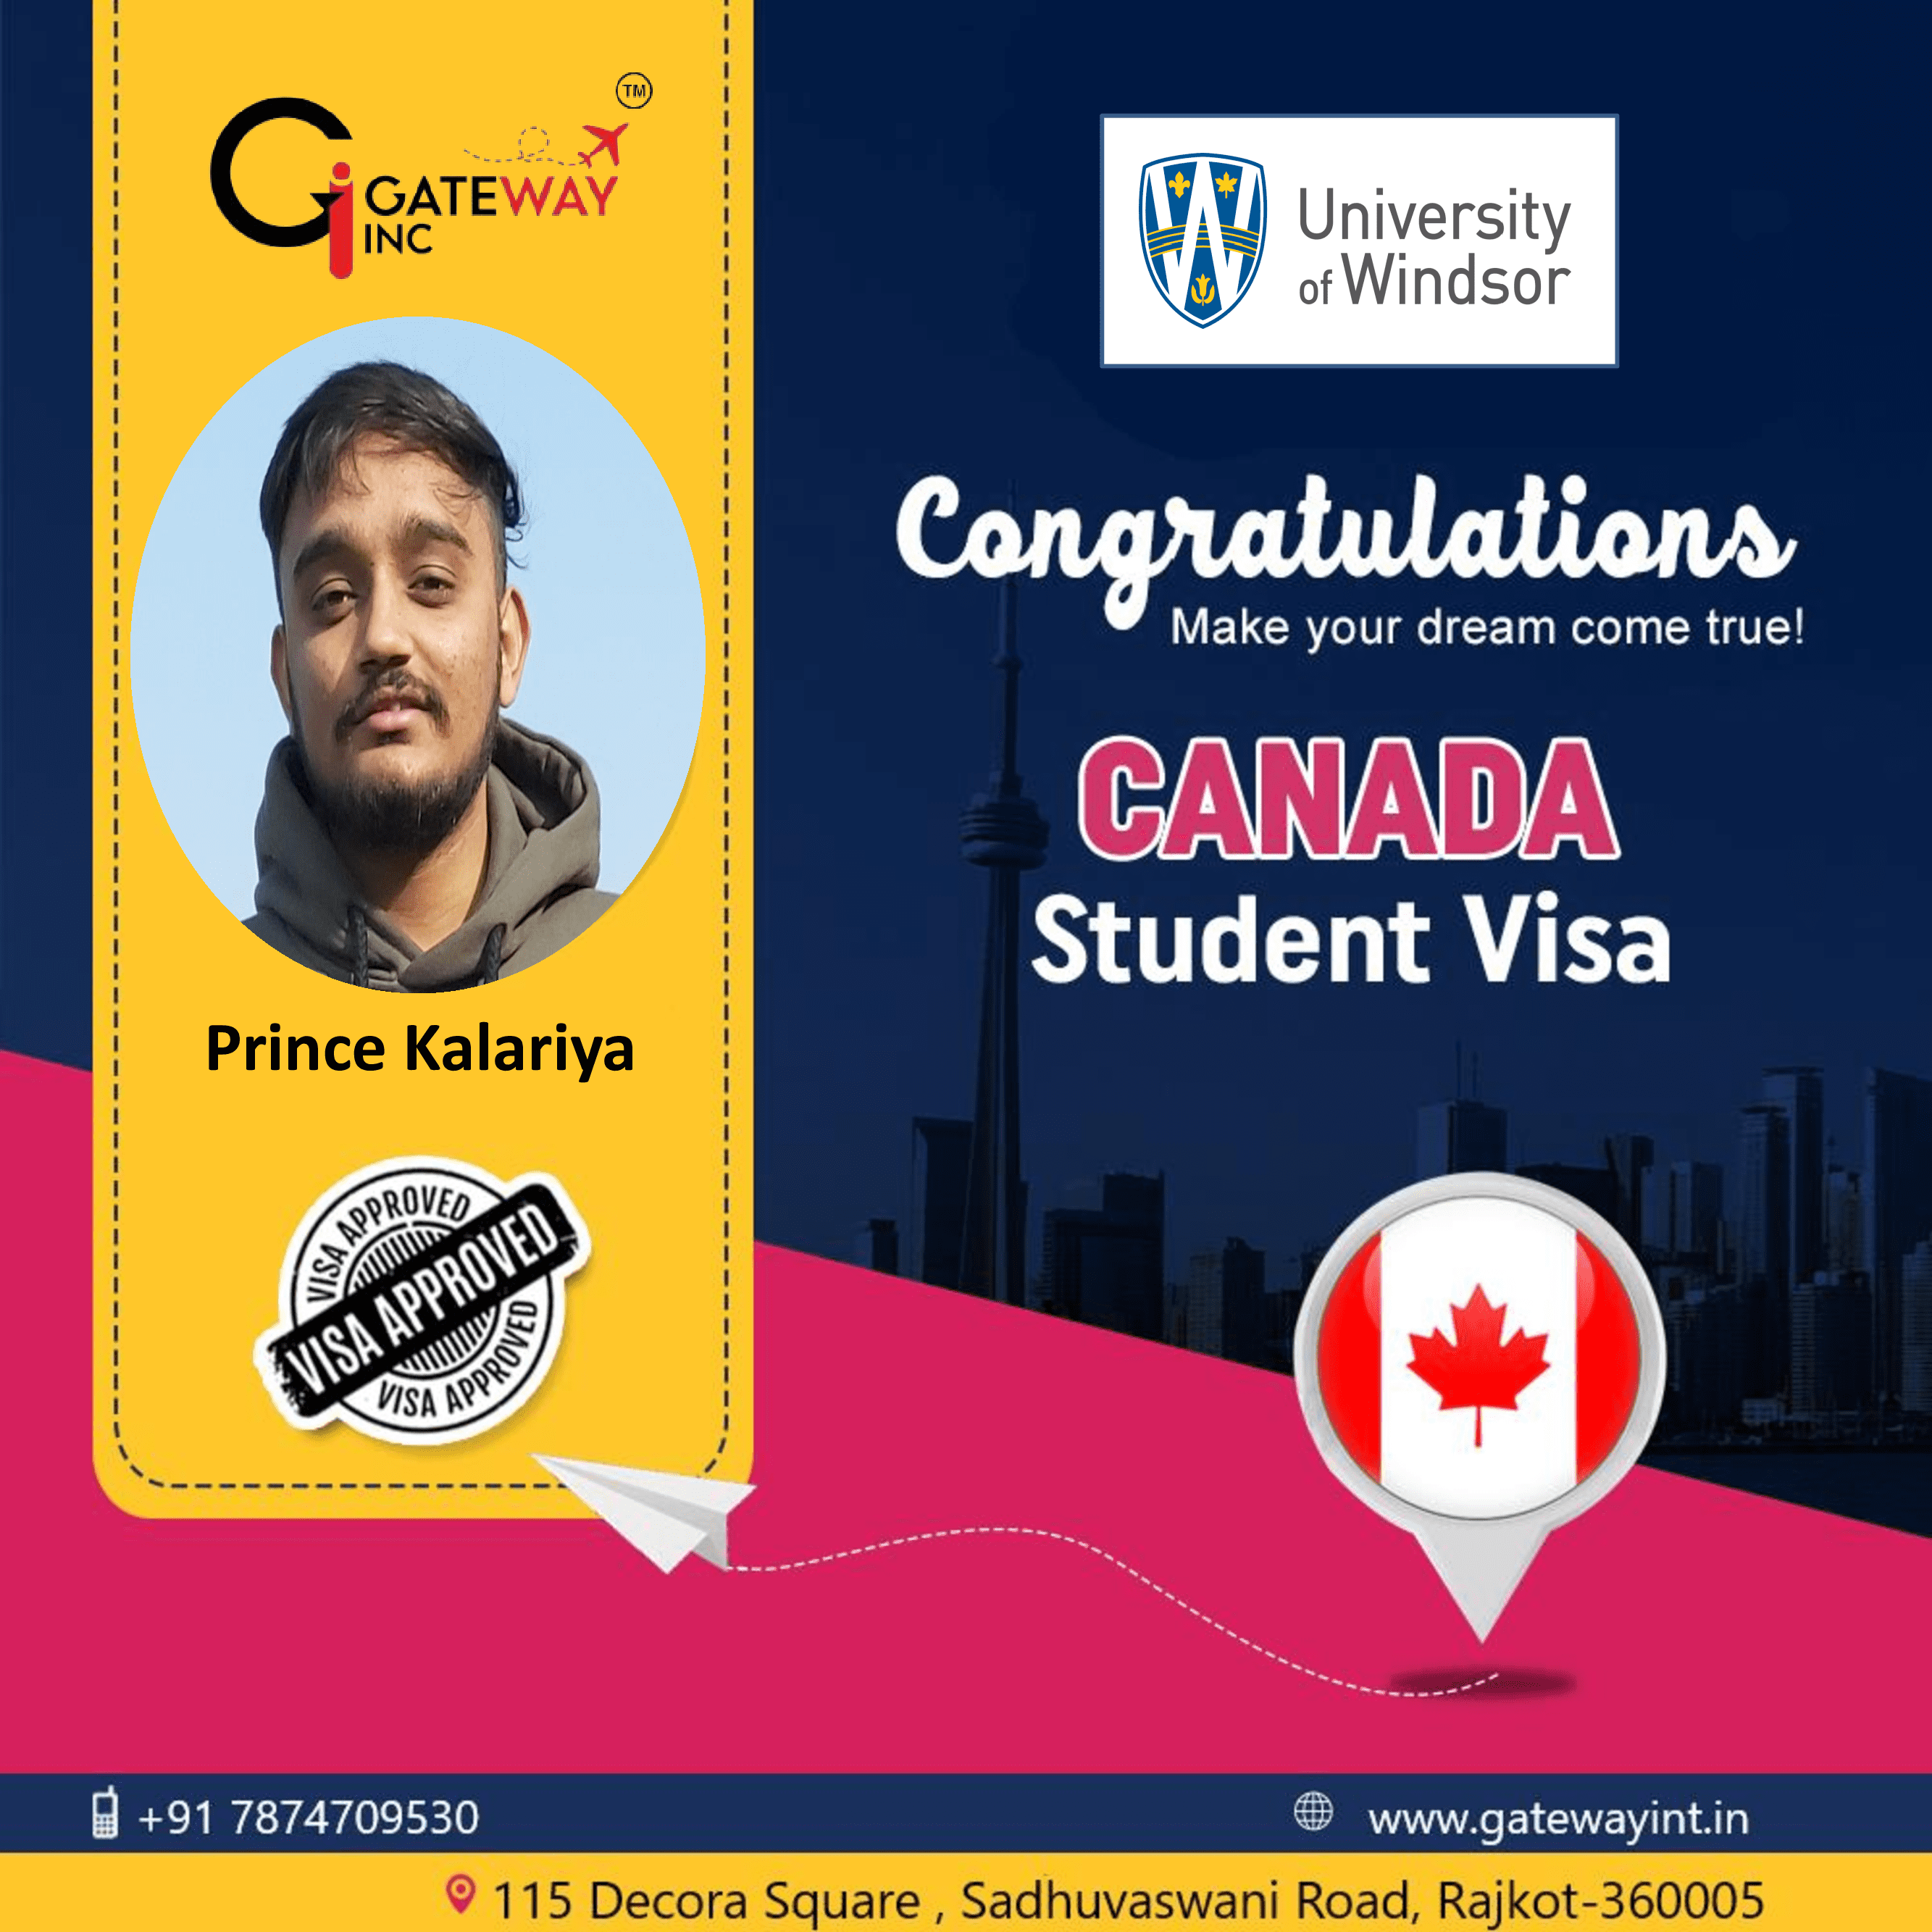 TM
GATEWAY
INC
University
of Windsor
Congratulations
Make your dream come true!
CANADA
Student Visa
Prince Kalariya
VISA APPROVED
VISA APPROVED
VISA APPROVED
+91 7874709530
www.gatewayint.in
115 Decora Square , Sadhuvaswani Road, Rajkot-360005